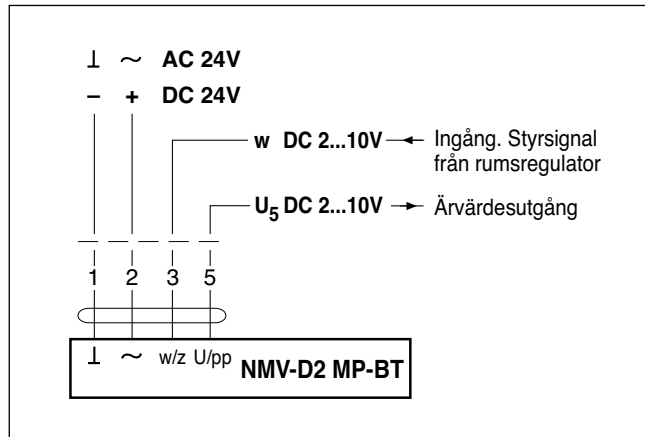 ⊥ ~ AC 24V
– + DC 24V
w DC 2...10V Ingång. Styrsignal
från rumsregulator
U5 DC 2...10V Ärvärdesutgång
1 2 3 5
⊥ ~ w/z U/pp NMV-D2 MP-BT